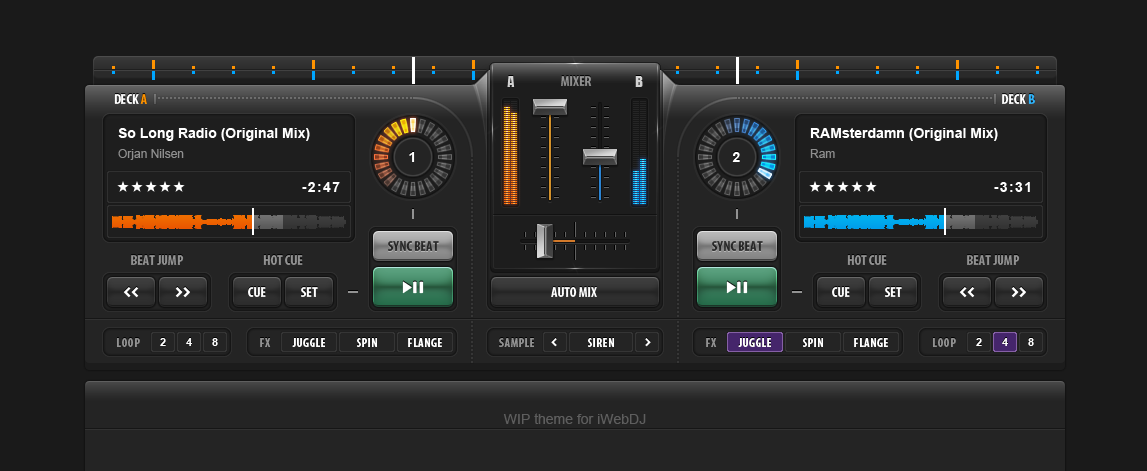 A MIXER B
DECK A
DECK B
So Long Radio (Original Mix)
Orjan Nilsen
-2:47
1
2
RAMsterdamn (Original Mix)
Ram
-3:31
SYNC BEAT
SYNC BEAT
BEAT JUMP HOT CUE
HOT CUE BEAT JUMP
CUE SET
AUTO MIX
CUE SET
LOOP 2 4 8
FX JUGGLE SPIN FLANGE
SAMPLE SIREN
FX JUGGLE SPIN FLANGE
LOOP 2 4 8
WIP theme for iWebDJ